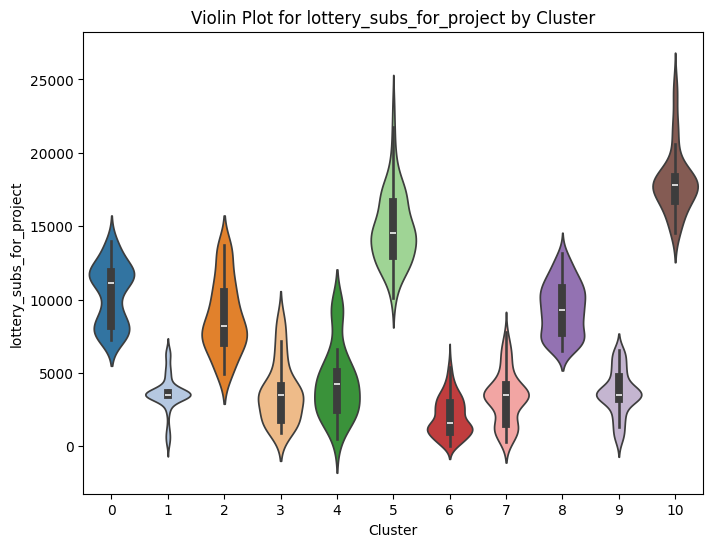 Violin Plot for lottery_subs_for_project by Cluster
25000
20000
15000
10000
5000
0
lottery_subs_for_project
0 1 2 3 4 5 6 7 8 9 10
Cluster